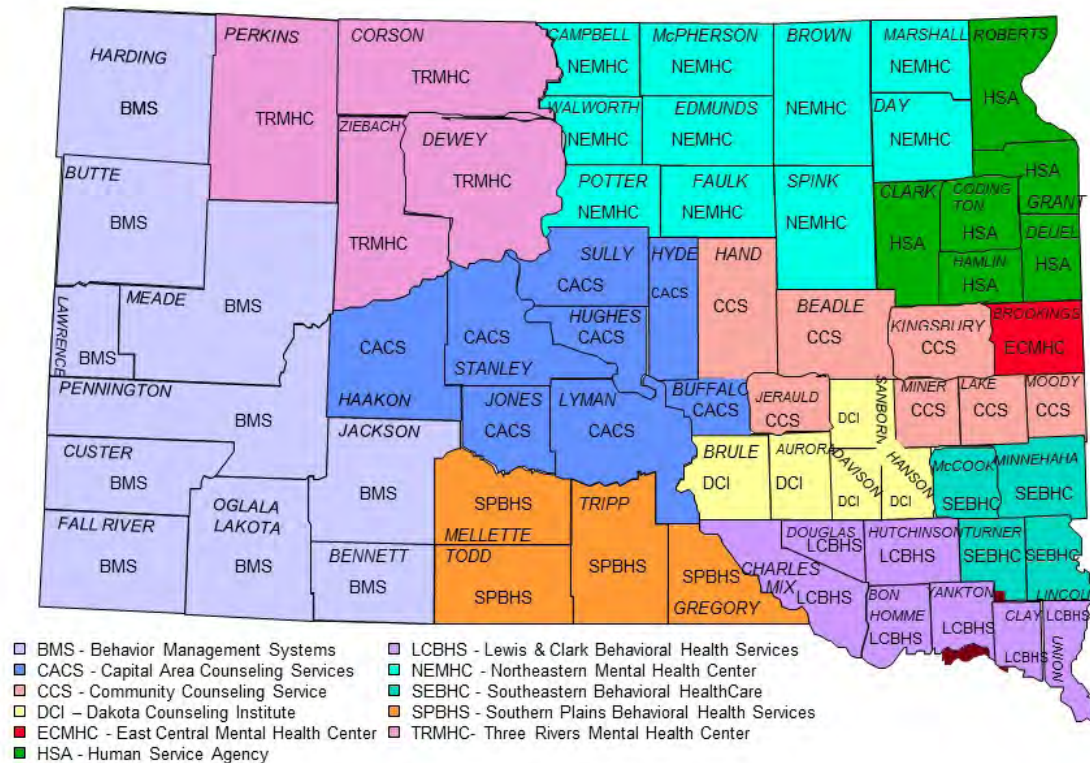 HARDING
BMS
PERKINS
TRMHC
CORSON
TRMHC
CAMPBELL
NEMHC
McPHERSON
NEMHC
BROWN
NEMHC
MARSHALL
NEMHC
ROBERTS
HSA
ZIEBACH
TRMHC
DEWEY
TRMHC
WALWORTH
NEMHC
EDMUNDS
NEMHC
DAY
NEMHC
BUTTE
BMS
POTTER
NEMHC
FAULK
NEMHC
SPINK
NEMHC
CLARK
HSA
CODING
TON
HSA
HSA
GRANT
DEUEL
HSA
HAMLIN
HSA
LAWRENCE
BMS
MEADE
BMS
SULLY
CACS
HYDE
CACS
HAND
CCS
BEADLE
CCS
KINGSBURY
CCS
BROOKINGS
ECMHC
CACS
HAAKON
CACS
STANLEY
HUGHES
CACS
PENNINGTON
BMS
JACKSON
BMS
JONES
CACS
LYMAN
CACS
BUFFALO
CACS
JERAULD
CCS
DCI
SANBORN
MINER
CCS
LAKE
CCS
MOODY
CCS
CUSTER
BMS
BRULE
DCI
AURORA
DCI
DAVISON
DCI
HANSON
DCI
McCOOK
SEBHC
MINNEHAHA
SEBHC
FALL RIVER
BMS
OGLALA
LAKOTA
BMS
BENNETT
BMS
SPBHS
MELLETTE
TODD
SPBHS
TRIPP
SPBHS
SPBHS
GREGORY
CHARLES
MIX
LCBHS
DOUGLAS
LCBHS
HUTCHINSON
LCBHS
TURNER
SEBHC
SEBHC
LINCOL
BON
HOMME
LCBHS
YANKTON
LCBHS
CLAY
LCBHS
LCBHS
UNION
BMS - Behavior Management Systems
CACS - Capital Area Counseling Services
CCS - Community Counseling Service
DCI – Dakota Counseling Institute
ECMHC - East Central Mental Health Center
HSA - Human Service Agency
LCBHS - Lewis & Clark Behavioral Health Services
NEMHC - Northeastern Mental Health Center
SEBHC - Southeastern Behavioral HealthCare
SPBHS - Southern Plains Behavioral Health Services
TRMHC- Three Rivers Mental Health Center